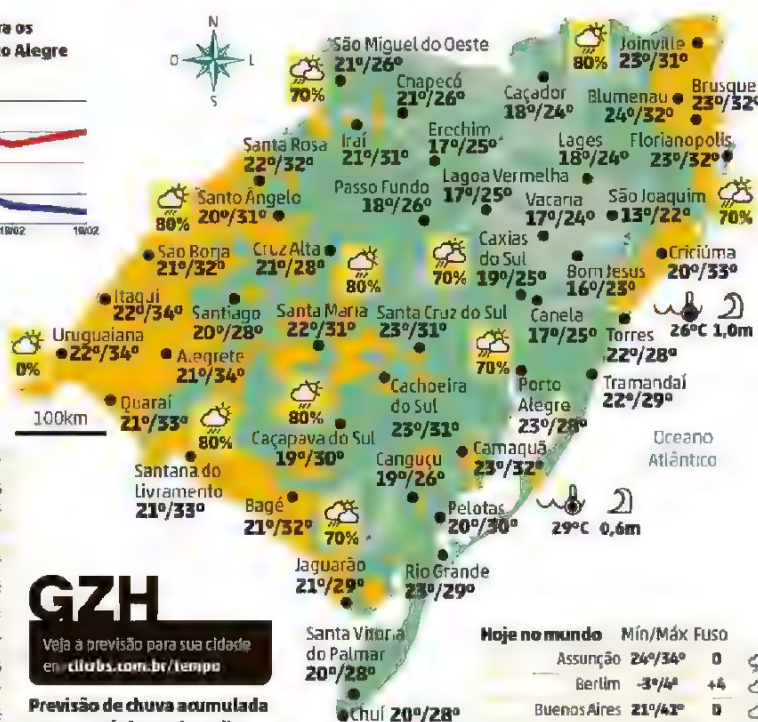 ra os
to Alegre
18/02
19/02
N
O
L
S
São Miguel do Oeste
21º/26º
70%
Chapecó
21º/26º
Caçador
18º/24º
80%
Joinville
23º/31º
Blumenau
24º/32º
Brusque
23º/32º
Santa Rosa
22º/32º
Iraí
21º/31º
Erechim
17º/25º
Lages
18º/24º
Florianopolis
23º/32º
Lagoa Vermelha
17º/25º
80%
Santo Ângelo
20º/31º
Passo Fundo
18º/26º
Vacaria
17º/24º
São Joaquim
13º/22º
70%
São Borja
21º/32º
Cruz Alta
21º/28º
80%
70%
Caxias
do Sul
19º/25º
Bom Jesus
16º/23º
Criciúma
20º/33º
Itaqui
22º/34º
Santiago
20º/28º
Santa Maria
22º/31º
Santa Cruz do Sul
23º/31º
Canela
17º/25º
26ºC 1,0m
0%
Uruguaiana
22º/34º
Alegrete
21º/34º
70%
Torres
22º/28º
Quaraí
21º/33º
100km
80%
80%
Cachoeira
do Sul
23º/31º
Porto
Alegre
23º/28º
Tramandaí
22º/29º
Caçapava do Sul
19º/30º
Camaquã
23º/32º
Oceano
Atlântico
Santana do
Livramento
21º/33º
Canguçu
19º/26º
Bagé
21º/32º
70%
Pelotas
20º/30º
29ºC 0,6m
Jaguarão
21º/29º
Rio Grande
23º/29º
GZH
Veja a previsão para sua cidade
em clicrbs.com.br/tempo
Santa Vitória
do Palmar
20º/28º
Chuí 20º/28º
Previsão de chuva acumulada
Hoje no mundo Mín/Máx Fuso
Assunção 24º/34º 0
Berlim -3º/4º +4
Buenos Aires 21º/41º 0